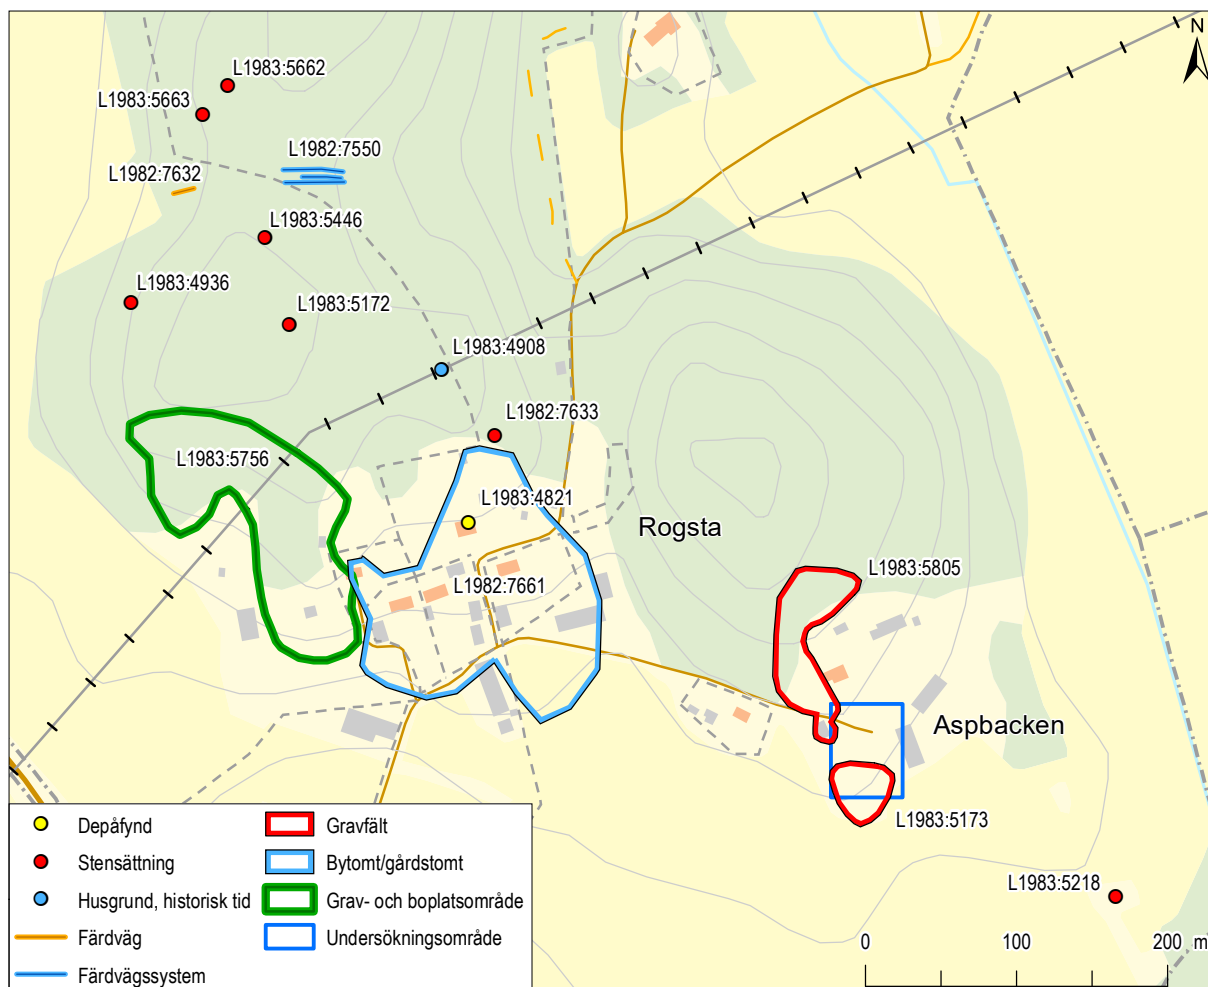 N
L1983:5662
L1983:5663
L1982:7550
L1982:7632
L1983:5446
L1983:4936
L1983:5172
L1983:4908
L1982:7633
L1983:5756
L1983:4821
Rogsta
L1983:5805
L1982:7661
Aspbacken
L1983:5173
L1983:5218
Depåfynd
Stensättning
Husgrund, historisk tid
Färdväg
Färdvägssystem
Gravfält
Bytomt/gårdstomt
Grav- och boplatsområde
Undersökningsområde
0 100 200 m